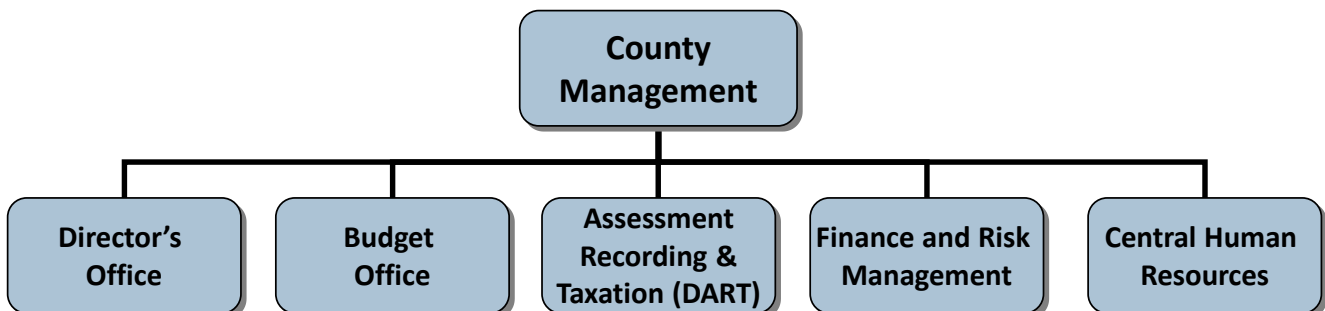 County
Management
Director’s
Office
Budget
Office
Assessment
Recording &
Taxation (DART)
Finance and Risk
Management
Central Human
Resources